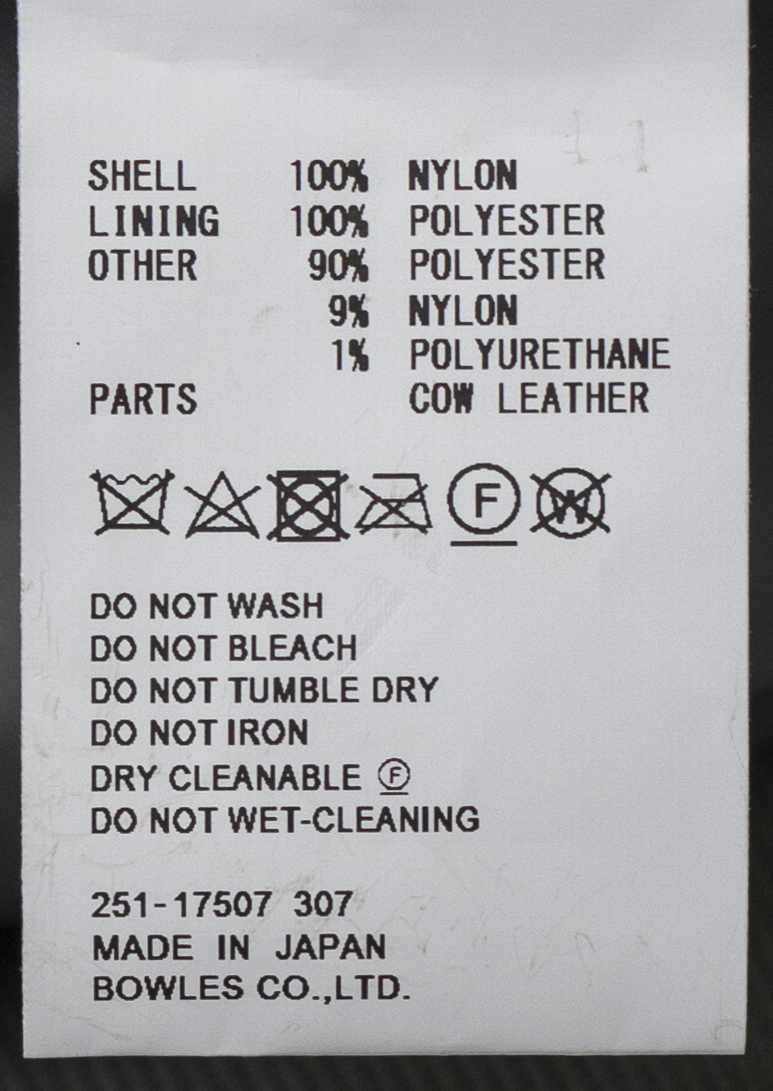 SHELL 100% NYLON
LINING 100% POLYESTER
OTHER 90% POLYESTER
9% NYLON
1% POLYURETHANE
PARTS COW LEATHER
F W
DO NOT WASH
DO NOT BLEACH
DO NOT TUMBLE DRY
DO NOT IRON
DRY CLEANABLE Ⓕ
DO NOT WET-CLEANING
251-17507 307
MADE IN JAPAN
BOWLES CO.,LTD.